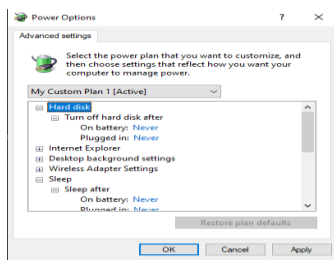 Power Options
Advanced settings
Select the power plan that you want to customize, and
then choose settings that reflect how you want your
computer to manage power.
My Custom Plan 1 [Active]
Hard disk
Turn off hard disk after
On battery: Never
Plugged in: Never
Internet Explorer
Desktop background settings
Wireless Adapter Settings
Sleep
Sleep after
On battery: Never
Plugged in: Never
Restore plan defaults
OK Cancel Apply